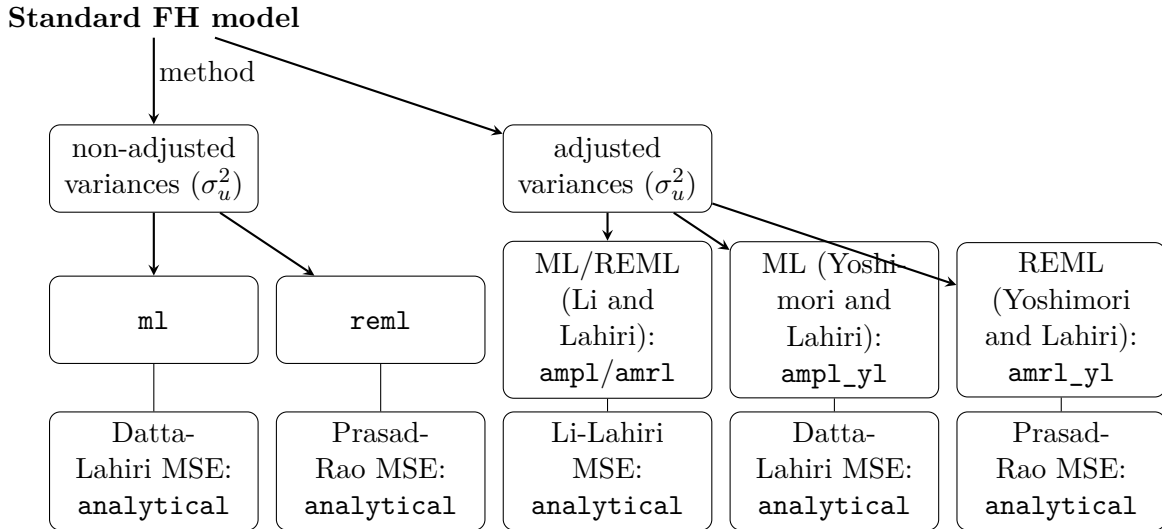 Standard FH model
method
non-adjusted
variances (σ²ᵤ)
adjusted
variances (σ²ᵤ)
ml
reml
ML/REML
(Li and
Lahiri):
ampl/amrl
ML (Yoshi-
mori and
Lahiri):
ampl_yl
REML
(Yoshimori
and Lahiri):
amrl_yl
Datta-
Lahiri MSE:
analytical
Prasad-
Rao MSE:
analytical
Li-Lahiri
MSE:
analytical
Datta-
Lahiri MSE:
analytical
Prasad-
Rao MSE:
analytical